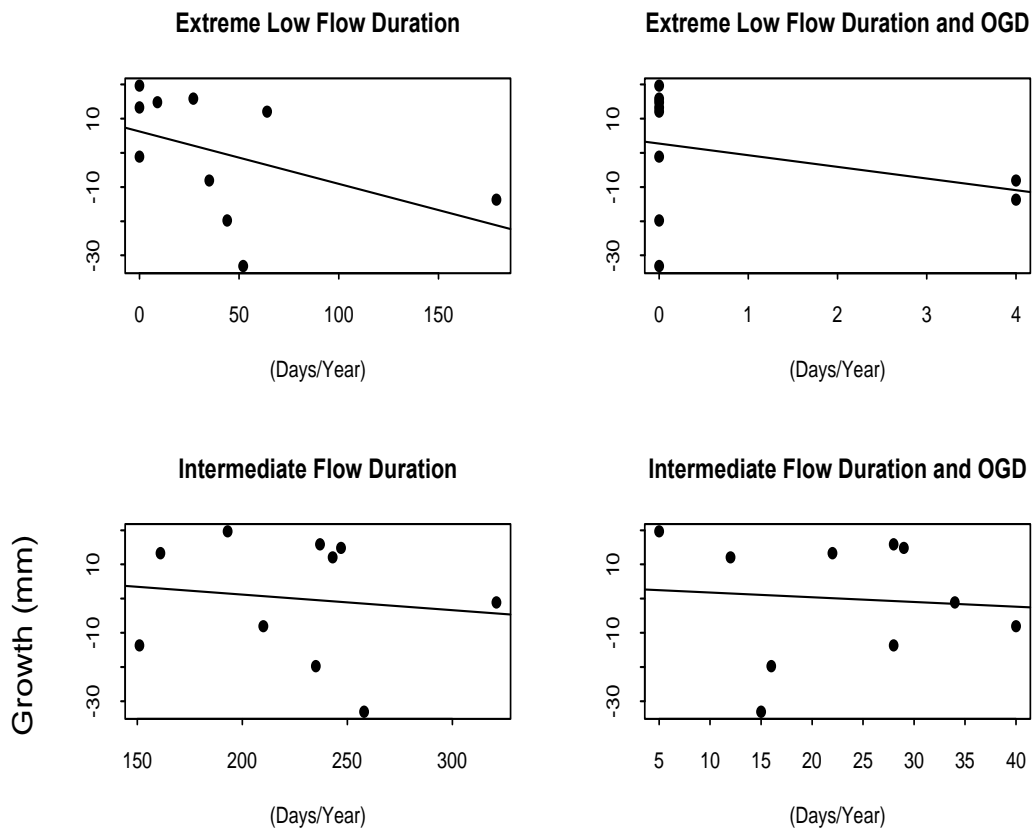 Extreme Low Flow Duration
10
-10
-30
0 50 100 150
(Days/Year)
Extreme Low Flow Duration and OGD
10
-10
-30
0 1 2 3 4
(Days/Year)
Growth (mm)
Intermediate Flow Duration
10
-10
-30
150 200 250 300
(Days/Year)
Intermediate Flow Duration and OGD
10
-10
-30
5 10 15 20 25 30 35 40
(Days/Year)